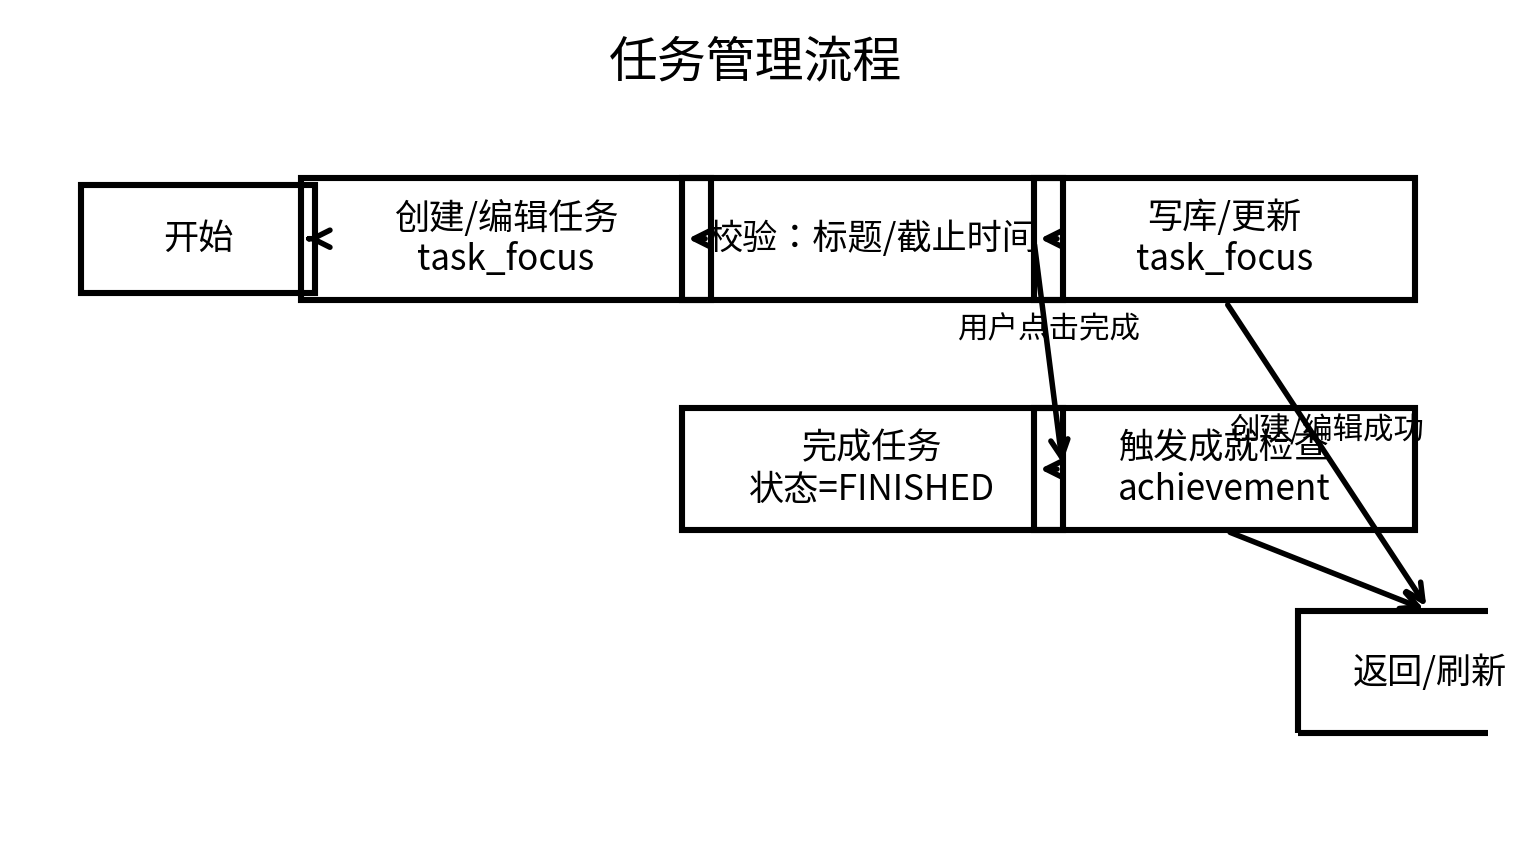 任务管理流程
开始
创建/编辑任务
task_focus
校验：标题/截止时间
写库/更新
task_focus
用户点击完成
完成任务
状态=FINISHED
创建/编辑成功
触发成就检查
achievement
返回/刷新